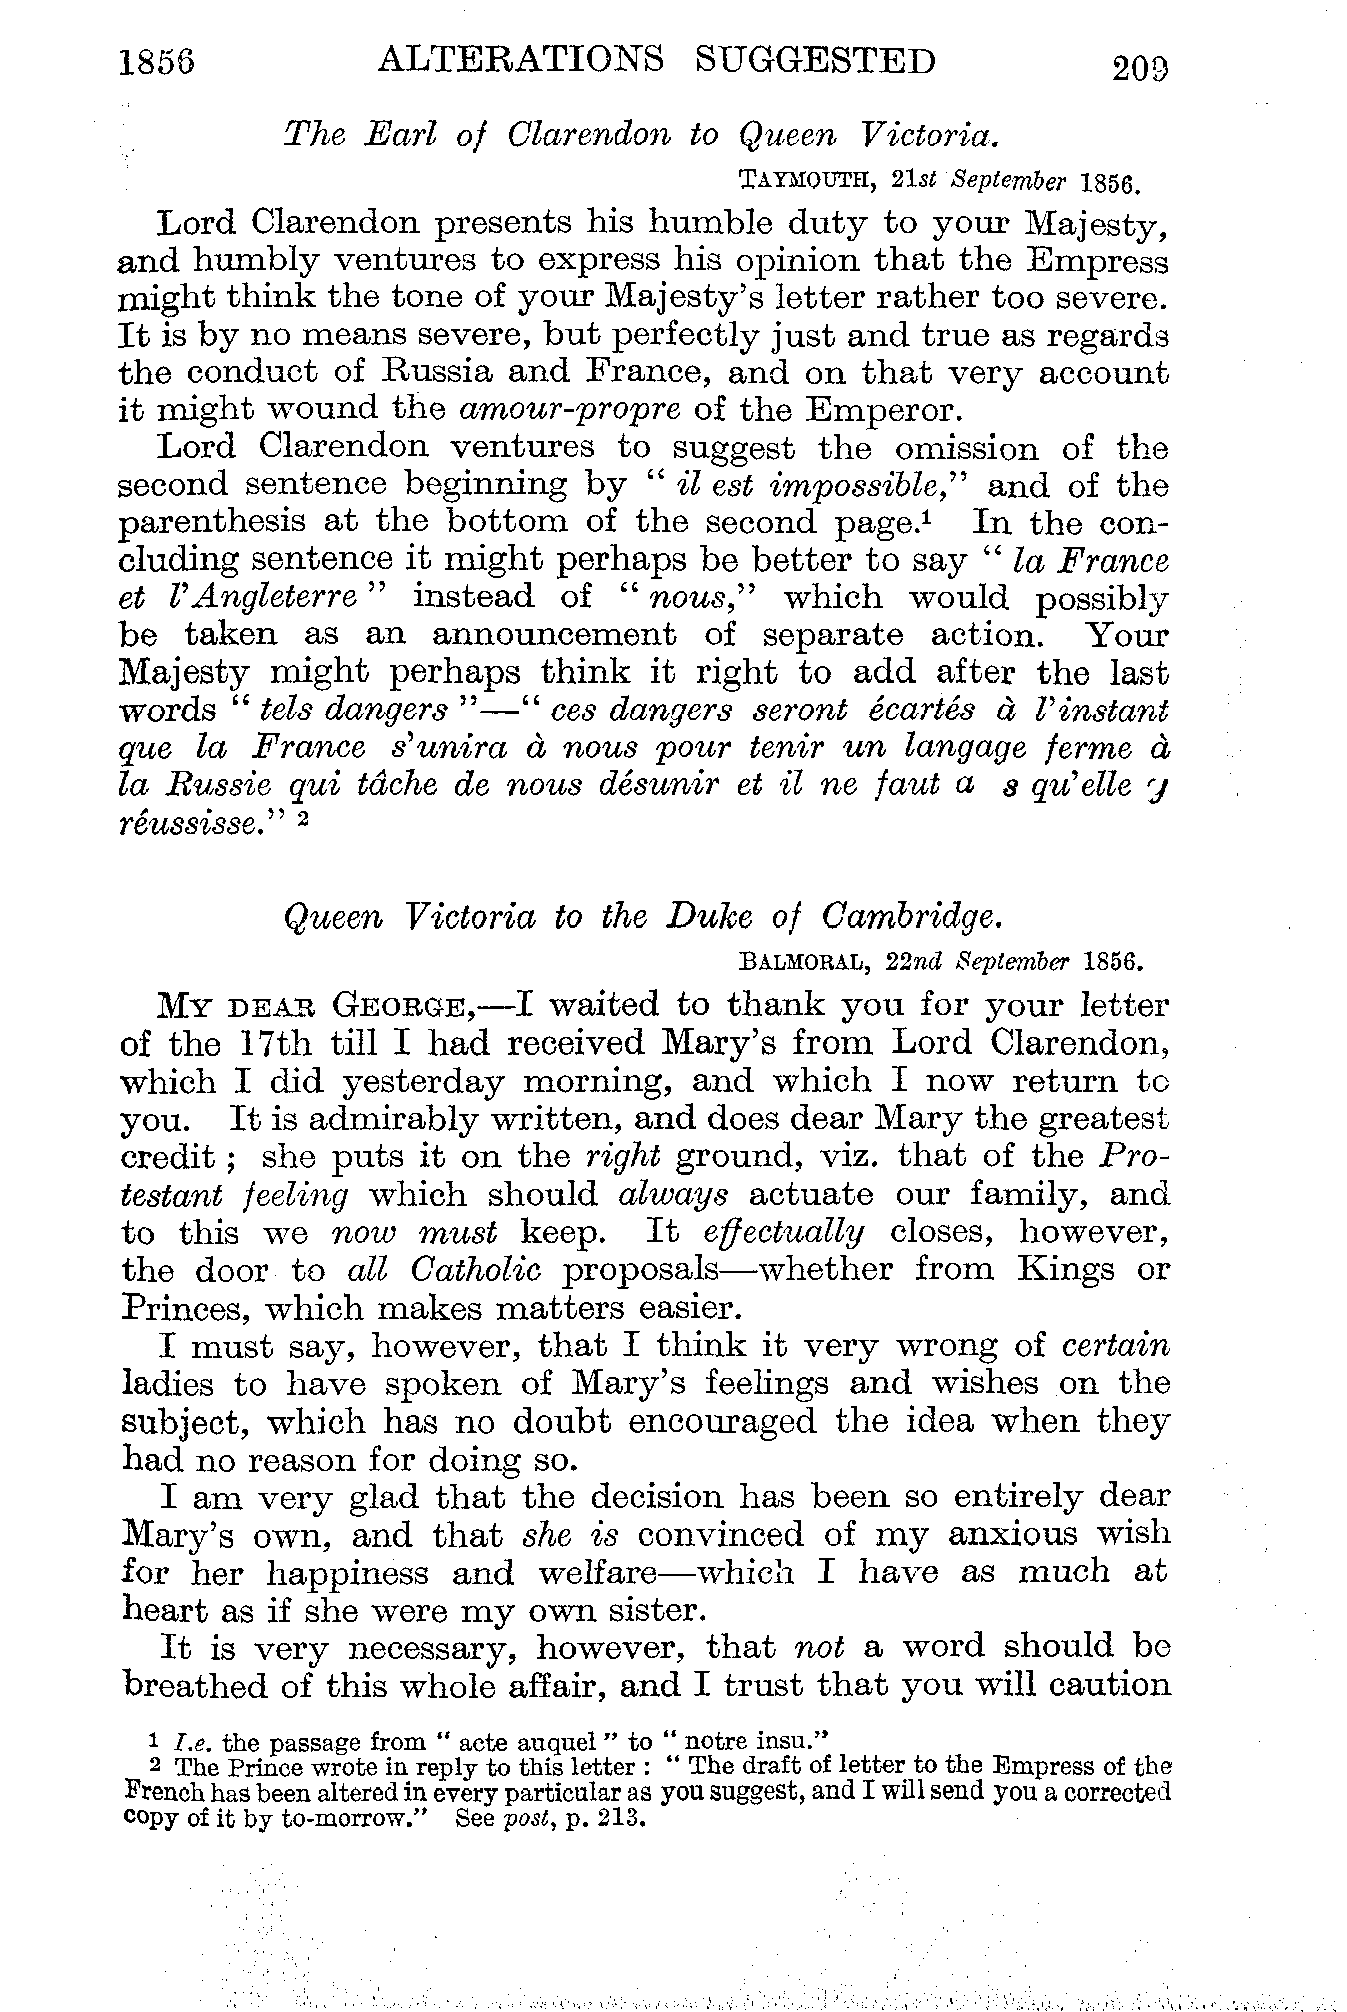 1856 ALTERATIONS SUGGESTED 209
The Earl of Clarendon to Queen Victoria.
TAYMOUTH, 21st September 1856.
Lord Clarendon presents his humble duty to your Majesty,
and humbly ventures to express his opinion that the Empress
might think the tone of your Majesty's letter rather too severe.
It is by no means severe, but perfectly just and true as regards
the conduct of Russia and France, and on that very account
it might wound the amour-propre of the Emperor.
Lord Clarendon ventures to suggest the omission of the
second sentence beginning by " il est impossible," and of the
parenthesis at the bottom of the second page.¹ In the con-
cluding sentence it might perhaps be better to say " la France
et l'Angleterre " instead of " nous," which would possibly
be taken as an announcement of separate action. Your
Majesty might perhaps think it right to add after the last
words " tels dangers "—" ces dangers seront écartés à l'instant
que la France s'unira à nous pour tenir un langage ferme à
la Russie qui tâche de nous désunir et il ne faut a s qu'elle y
réussisse." ²
Queen Victoria to the Duke of Cambridge.
BALMORAL, 22nd September 1856.
MY DEAR GEORGE,—I waited to thank you for your letter
of the 17th till I had received Mary's from Lord Clarendon,
which I did yesterday morning, and which I now return to
you. It is admirably written, and does dear Mary the greatest
credit ; she puts it on the right ground, viz. that of the Pro-
testant feeling which should always actuate our family, and
to this we now must keep. It effectually closes, however,
the door to all Catholic proposals—whether from Kings or
Princes, which makes matters easier.
I must say, however, that I think it very wrong of certain
ladies to have spoken of Mary's feelings and wishes on the
subject, which has no doubt encouraged the idea when they
had no reason for doing so.
I am very glad that the decision has been so entirely dear
Mary's own, and that she is convinced of my anxious wish
for her happiness and welfare—which I have as much at
heart as if she were my own sister.
It is very necessary, however, that not a word should be
breathed of this whole affair, and I trust that you will caution
¹ I.e. the passage from " acte auquel " to " notre insu."
² The Prince wrote in reply to this letter : " The draft of letter to the Empress of the
French has been altered in every particular as you suggest, and I will send you a corrected
copy of it by to-morrow." See post, p. 213.